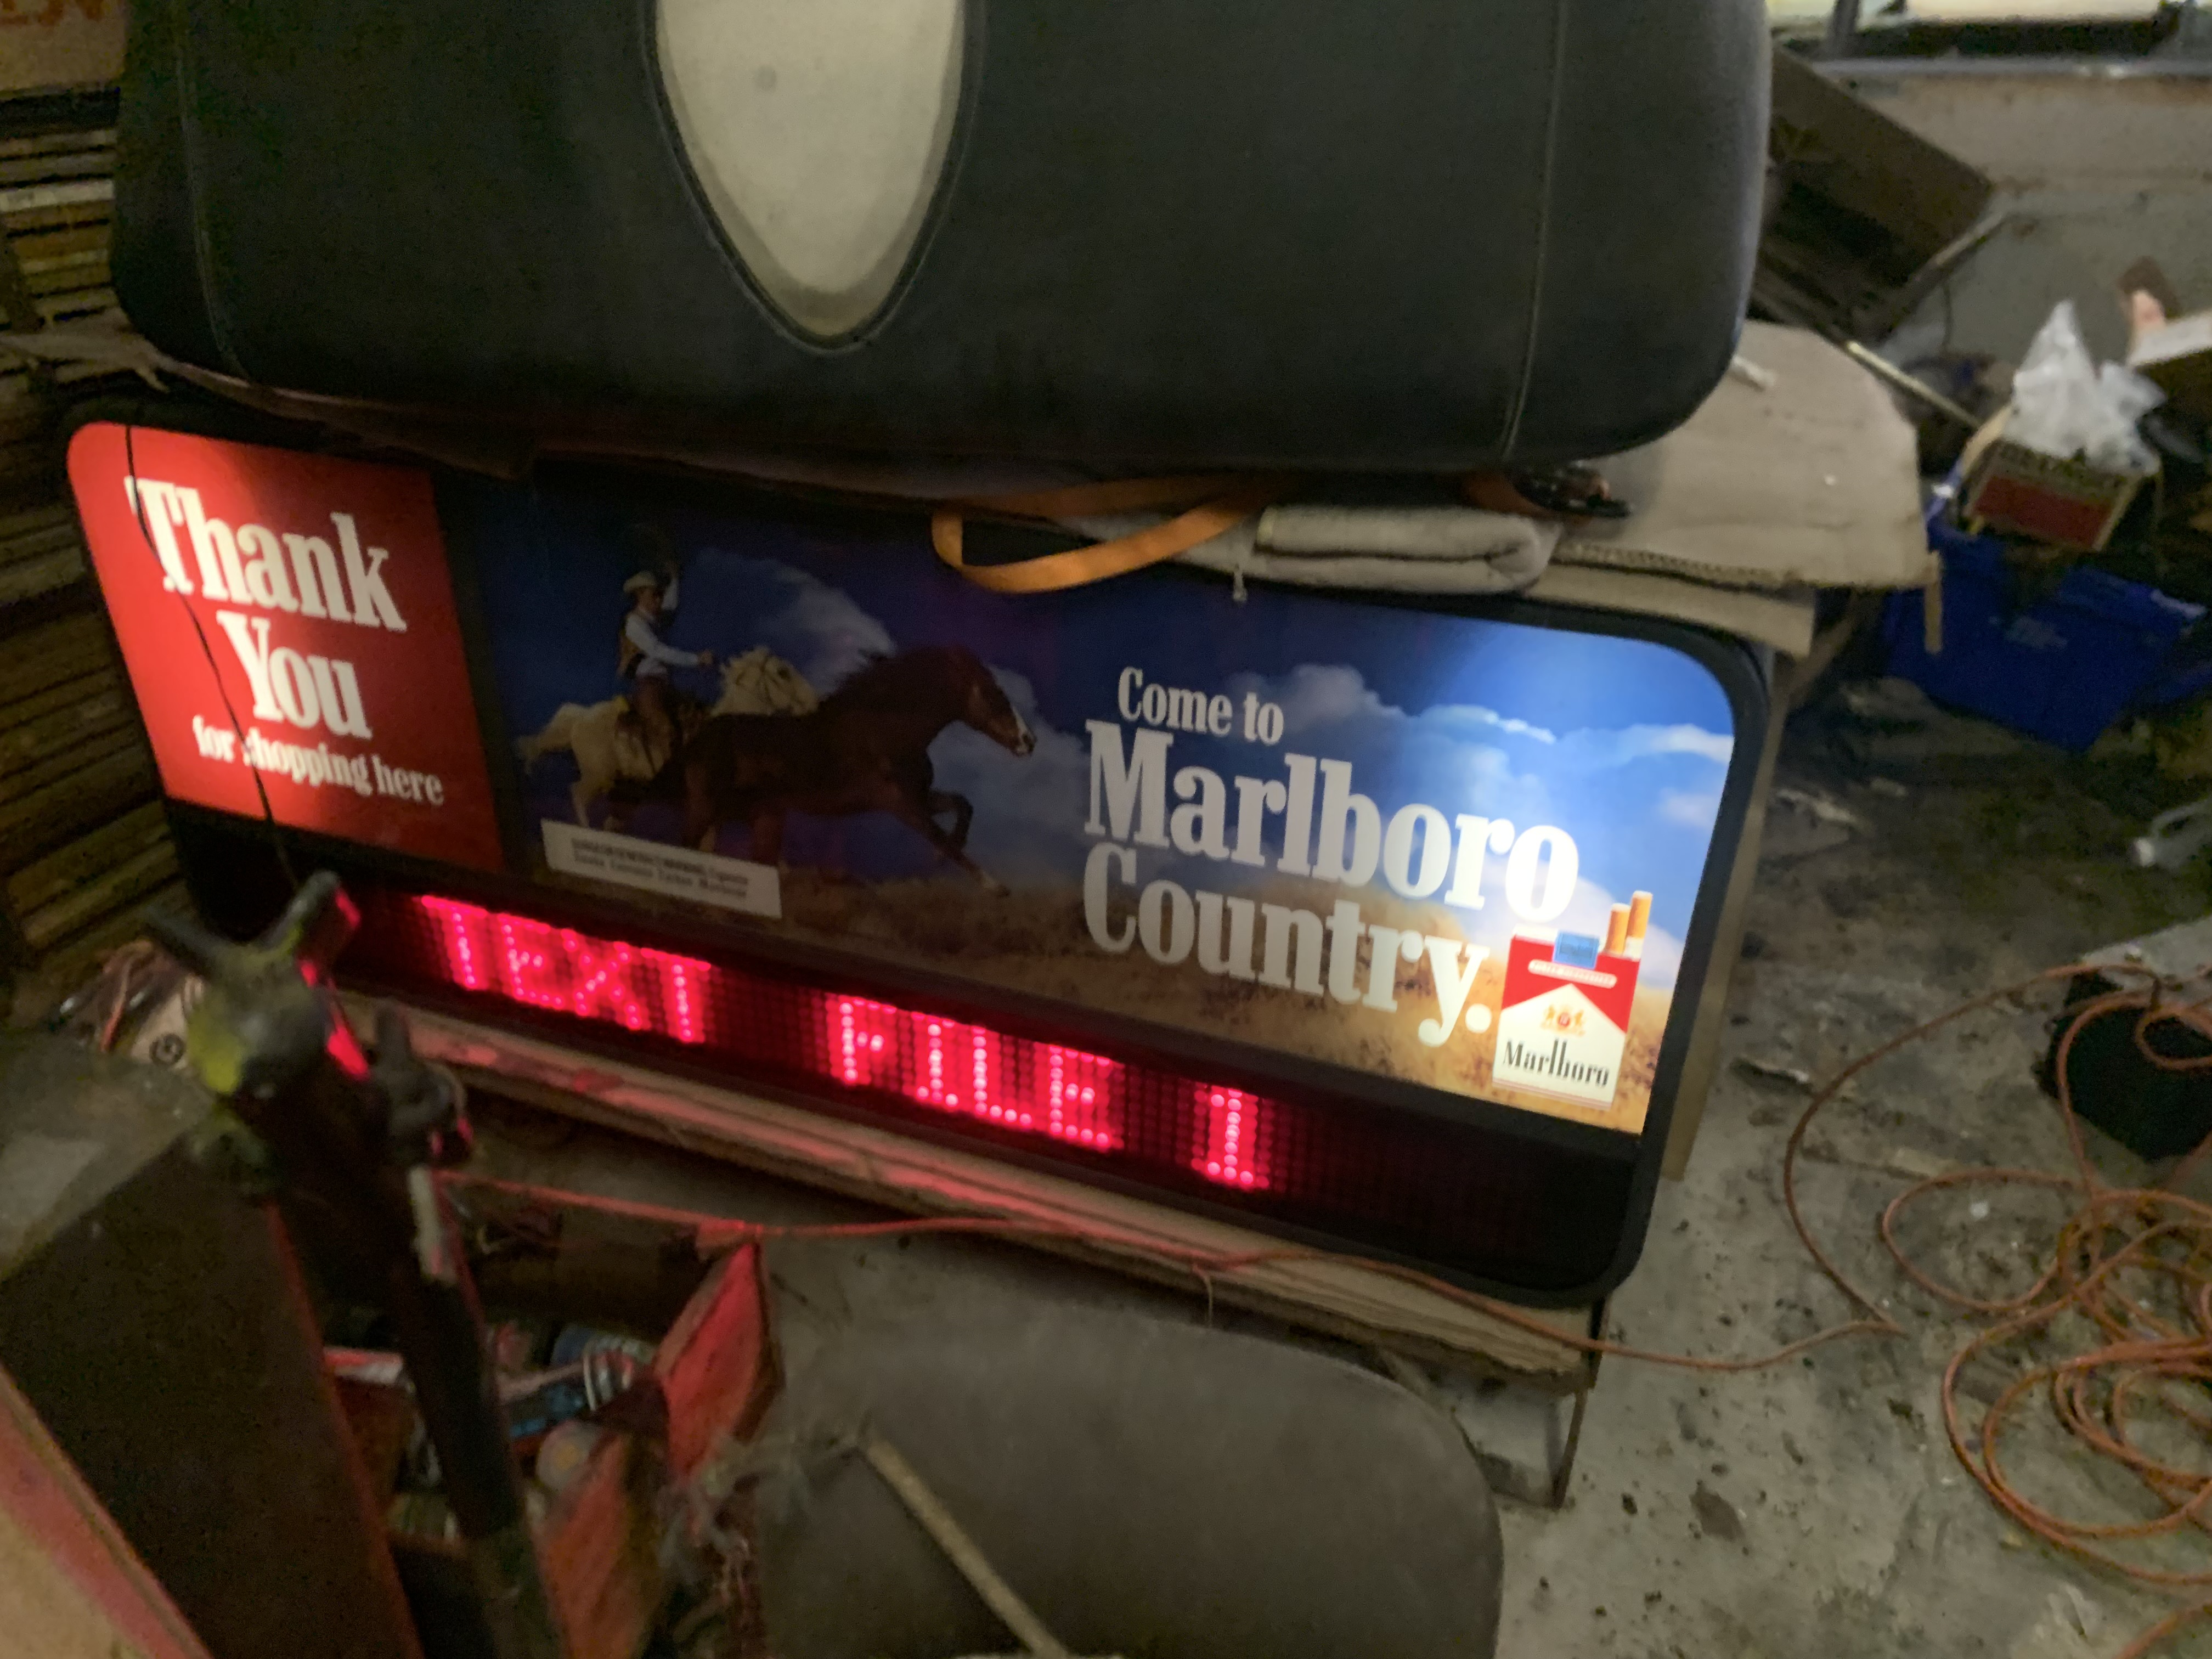 Thank
You
for shopping here
Come to
Marlboro
Country.
Marlboro
TEXT FILE 1